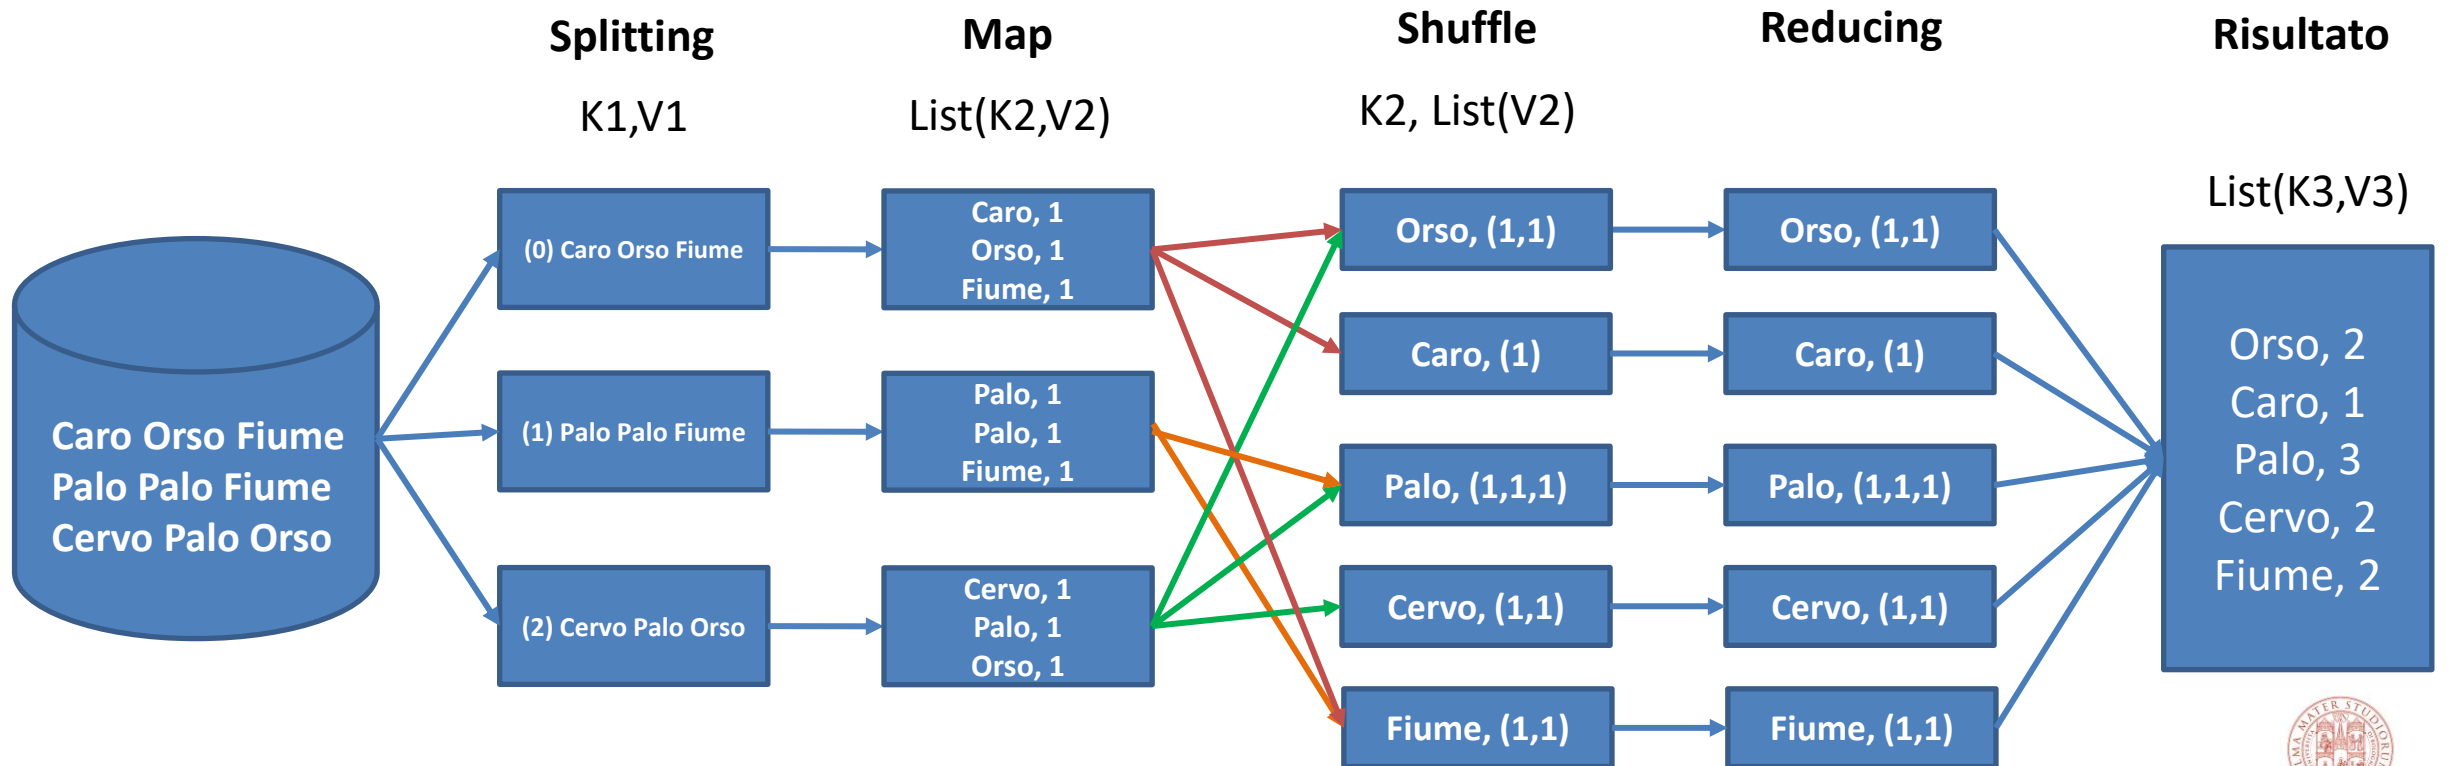 Splitting
Map
Shuffle
Reducing
Risultato
K1,V1
List(K2,V2)
K2, List(V2)
List(K3,V3)
Caro Orso Fiume
Palo Palo Fiume
Cervo Palo Orso
(0) Caro Orso Fiume
(1) Palo Palo Fiume
(2) Cervo Palo Orso
Caro, 1
Orso, 1
Fiume, 1
Palo, 1
Palo, 1
Fiume, 1
Cervo, 1
Palo, 1
Orso, 1
Orso, (1,1)
Caro, (1)
Palo, (1,1,1)
Cervo, (1,1)
Fiume, (1,1)
Orso, (1,1)
Caro, (1)
Palo, (1,1,1)
Cervo, (1,1)
Fiume, (1,1)
Orso, 2
Caro, 1
Palo, 3
Cervo, 2
Fiume, 2